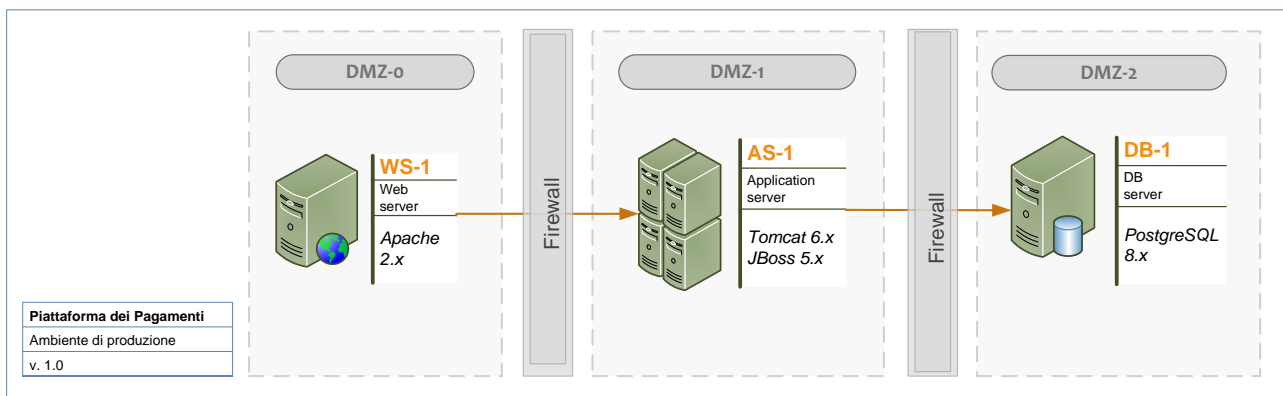 DMZ-0
WS-1
Web
server
Apache
2.x
Firewall
DMZ-1
AS-1
Application
server
Tomcat 6.x
JBoss 5.x
Firewall
DMZ-2
DB-1
DB
server
PostgreSQL
8.x
Piattaforma dei Pagamenti
Ambiente di produzione
v. 1.0